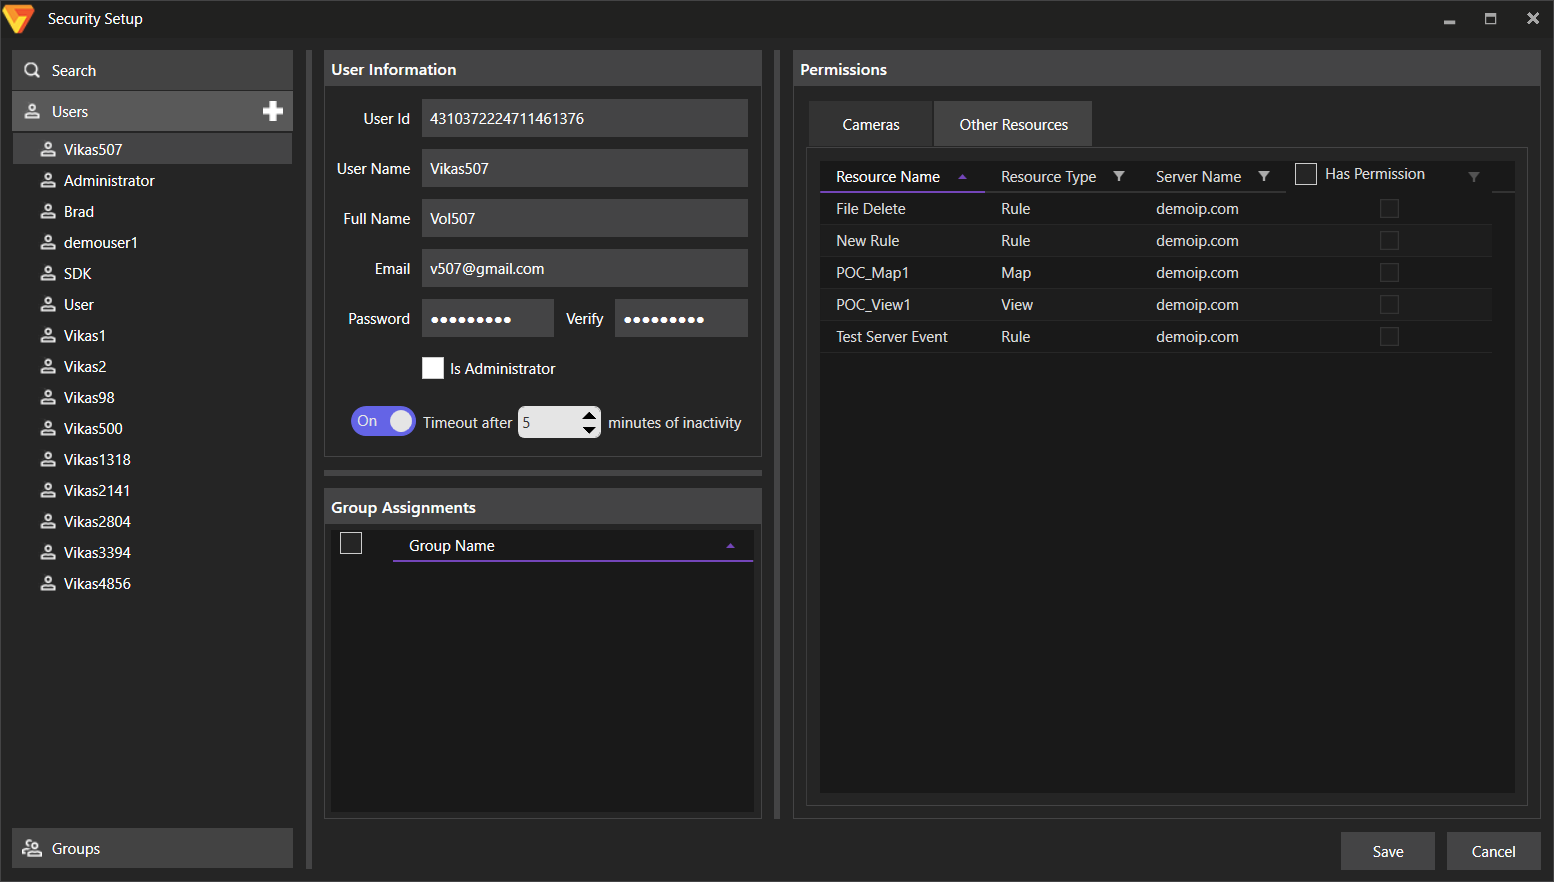 Security Setup
Search
Users
Vikas507
Administrator
Brad
demouser1
SDK
User
Vikas1
Vikas2
Vikas98
Vikas500
Vikas1318
Vikas2141
Vikas2804
Vikas3394
Vikas4856
Groups
User Information
User Id 4310372224711461376
User Name Vikas507
Full Name Vol507
Email v507@gmail.com
Password ●●●●●●●●● Verify ●●●●●●●●●
Is Administrator
On Timeout after 5 minutes of inactivity
Group Assignments
Group Name
Permissions
Cameras Other Resources
Resource Name Resource Type Server Name Has Permission
File Delete Rule demoip.com
New Rule Rule demoip.com
POC_Map1 Map demoip.com
POC_View1 View demoip.com
Test Server Event Rule demoip.com
Save Cancel